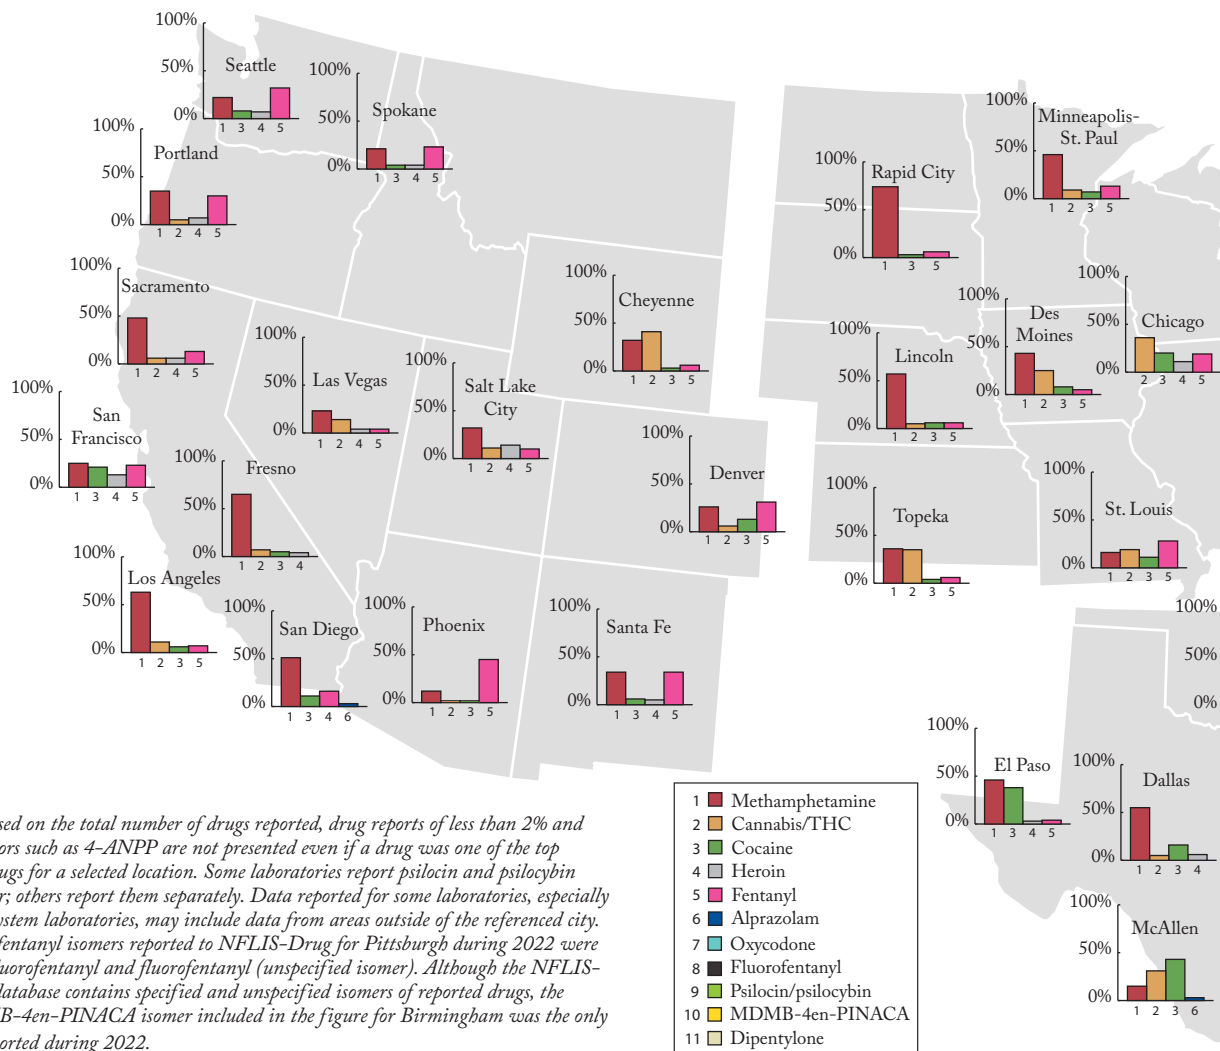 100%
50%
0%
Seattle
1 3 4 5
100%
50%
0%
Spokane
1 3 4 5
100%
50%
0%
Portland
1 2 4 5
100%
50%
0%
Rapid City
1 3 5
100%
50%
0%
Minneapolis-
St. Paul
1 2 3 5
100%
50%
0%
Sacramento
1 2 4 5
100%
50%
0%
Las Vegas
1 2 4 5
100%
50%
0%
Salt Lake
City
1 2 4 5
100%
50%
0%
Cheyenne
1 2 3 5
100%
50%
0%
Lincoln
1 2 3 5
100%
50%
0%
Des
Moines
1 2 3 5
100%
50%
0%
Chicago
2 3 4 5
100%
50%
0%
San
Francisco
1 3 4 5
100%
50%
0%
Fresno
1 2 3 4
100%
50%
0%
Denver
1 2 3 5
100%
50%
0%
Topeka
1 2 3 5
100%
50%
0%
St. Louis
1 2 3 5
100%
50%
0%
Los Angeles
1 2 3 5
100%
50%
0%
San Diego
1 3 4 6
100%
50%
0%
Phoenix
1 2 3 5
100%
50%
0%
Santa Fe
1 3 4 5
100%
50%
0%
100%
50%
0%
El Paso
1 3 4 5
100%
50%
0%
Dallas
1 2 3 4
100%
50%
0%
McAllen
1 2 3 6
1 Methamphetamine
2 Cannabis/THC
3 Cocaine
4 Heroin
5 Fentanyl
6 Alprazolam
7 Oxycodone
8 Fluorofentanyl
9 Psilocin/psilocybin
10 MDMB-4en-PINACA
11 Dipentylone
sed on the total number of drugs reported, drug reports of less than 2% and
ors such as 4-ANPP are not presented even if a drug was one of the top
ugs for a selected location. Some laboratories report psilocin and psilocybin
r; others report them separately. Data reported for some laboratories, especially
ystem laboratories, may include data from areas outside of the referenced city.
fentanyl isomers reported to NFLIS-Drug for Pittsburgh during 2022 were
uorofentanyl and fluorofentanyl (unspecified isomer). Although the NFLIS-
database contains specified and unspecified isomers of reported drugs, the
B-4en-PINACA isomer included in the figure for Birmingham was the only
orted during 2022.